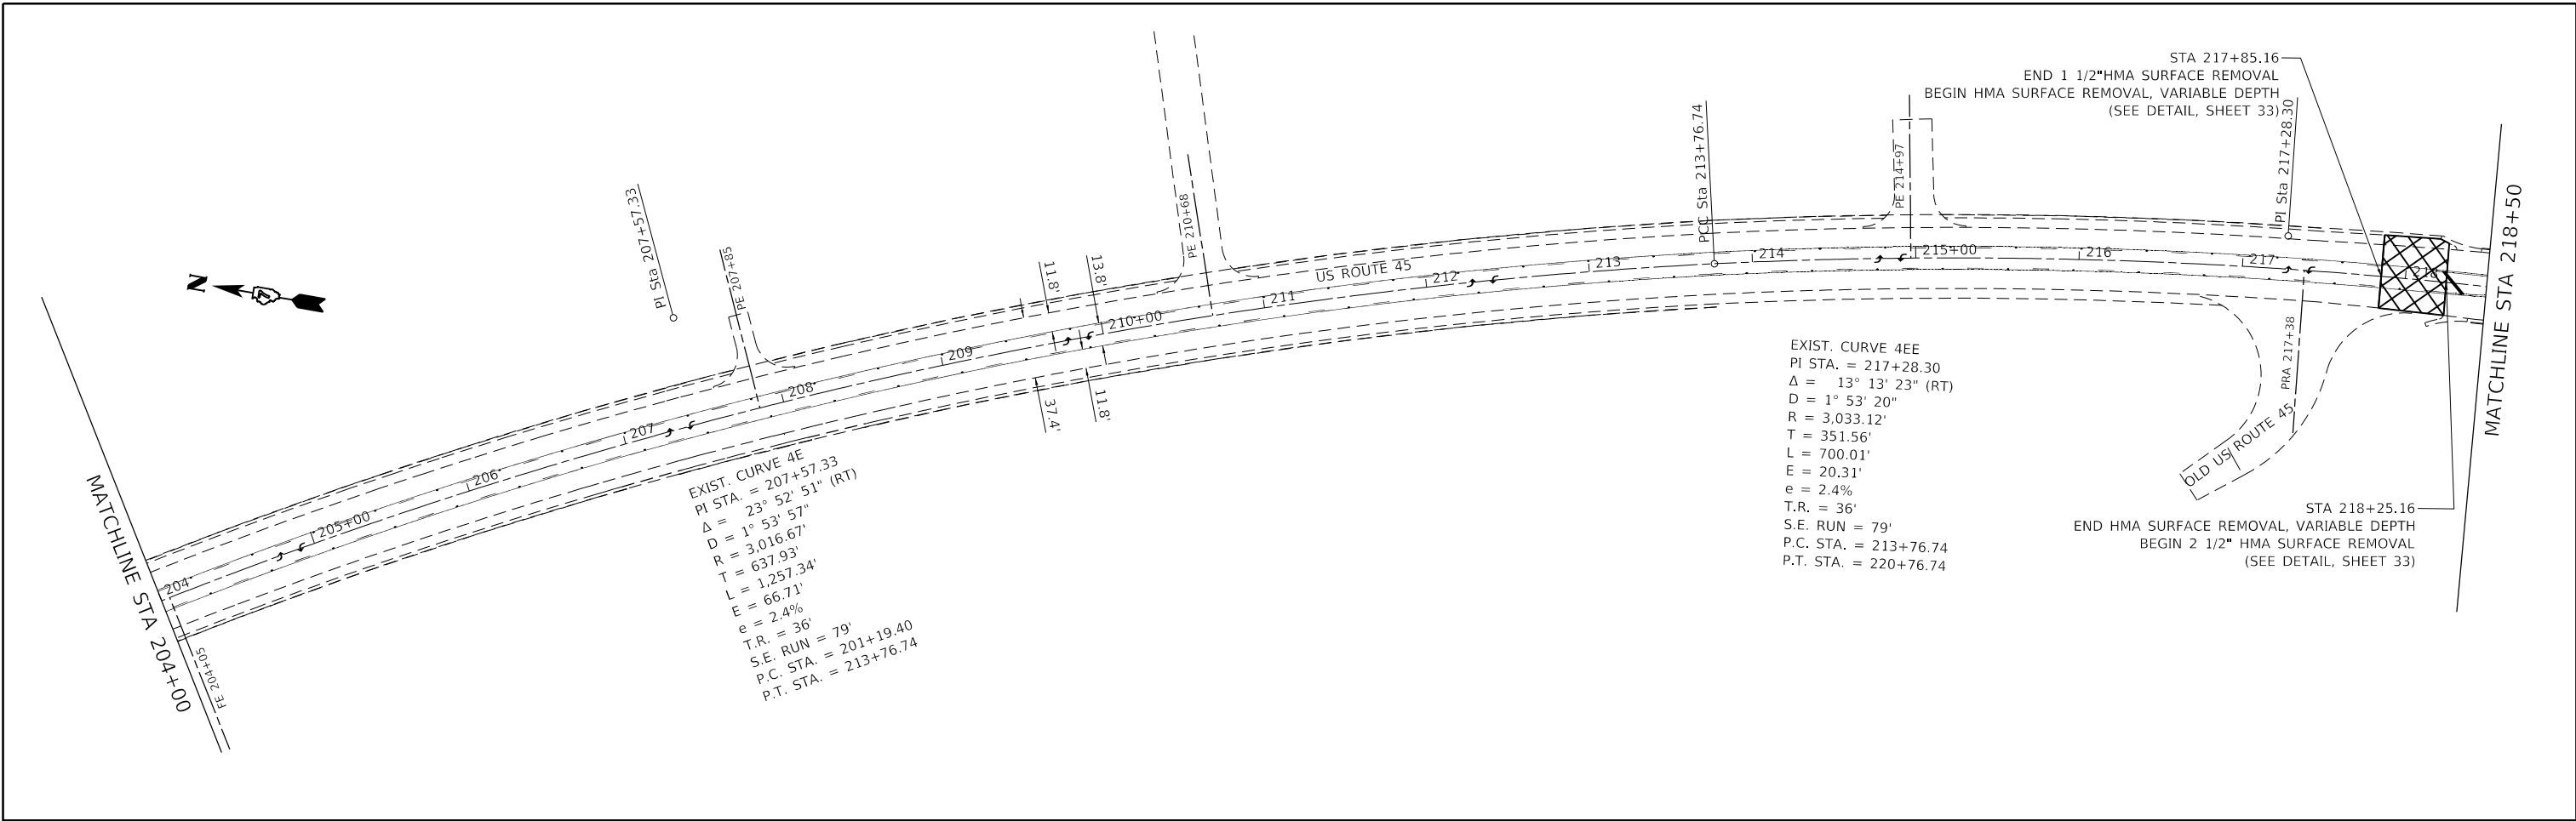 STA 217+85.16
END 1 1/2"HMA SURFACE REMOVAL
BEGIN HMA SURFACE REMOVAL, VARIABLE DEPTH
(SEE DETAIL, SHEET 33)
PI Sta 207+57.33
PE 207+85
PE 210+68
PCC Sta 213+76.74
PE 214+97
PI Sta 217+28.30
N
11.8'
13.8'
37.4'
11.8'
US ROUTE 45
204
205+00
206
207
208
209
210+00
211
212
213
214
215+00
216
217
218
MATCHLINE STA 204+00
FE 204+05
MATCHLINE STA 218+50
PRA 217+38
OLD US ROUTE 45
EXIST. CURVE 4E
PI STA. = 207+57.33
Δ = 23° 52' 51" (RT)
D = 1° 53' 57"
R = 3,016.67'
T = 637.93'
L = 1,257.34'
E = 66.71'
e = 2.4%
T.R. = 36'
S.E. RUN = 79'
P.C. STA. = 201+19.40
P.T. STA. = 213+76.74
EXIST. CURVE 4EE
PI STA. = 217+28.30
Δ = 13° 13' 23" (RT)
D = 1° 53' 20"
R = 3,033.12'
T = 351.56'
L = 700.01'
E = 20.31'
e = 2.4%
T.R. = 36'
S.E. RUN = 79'
P.C. STA. = 213+76.74
P.T. STA. = 220+76.74
STA 218+25.16
END HMA SURFACE REMOVAL, VARIABLE DEPTH
BEGIN 2 1/2" HMA SURFACE REMOVAL
(SEE DETAIL, SHEET 33)